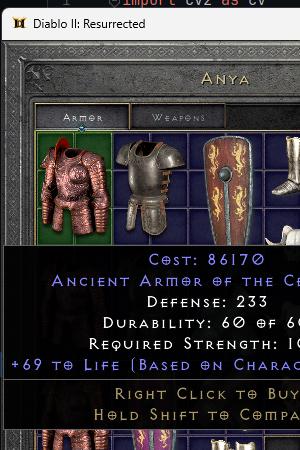 import cv2 as cv
Diablo II: Resurrected
Anya
Armor Weapons
Cost: 86170
Ancient Armor of the
Defense: 233
Durability: 60 of
Required Strength:
+69 to Life (Based on
Right Click to Buy
Hold Shift to